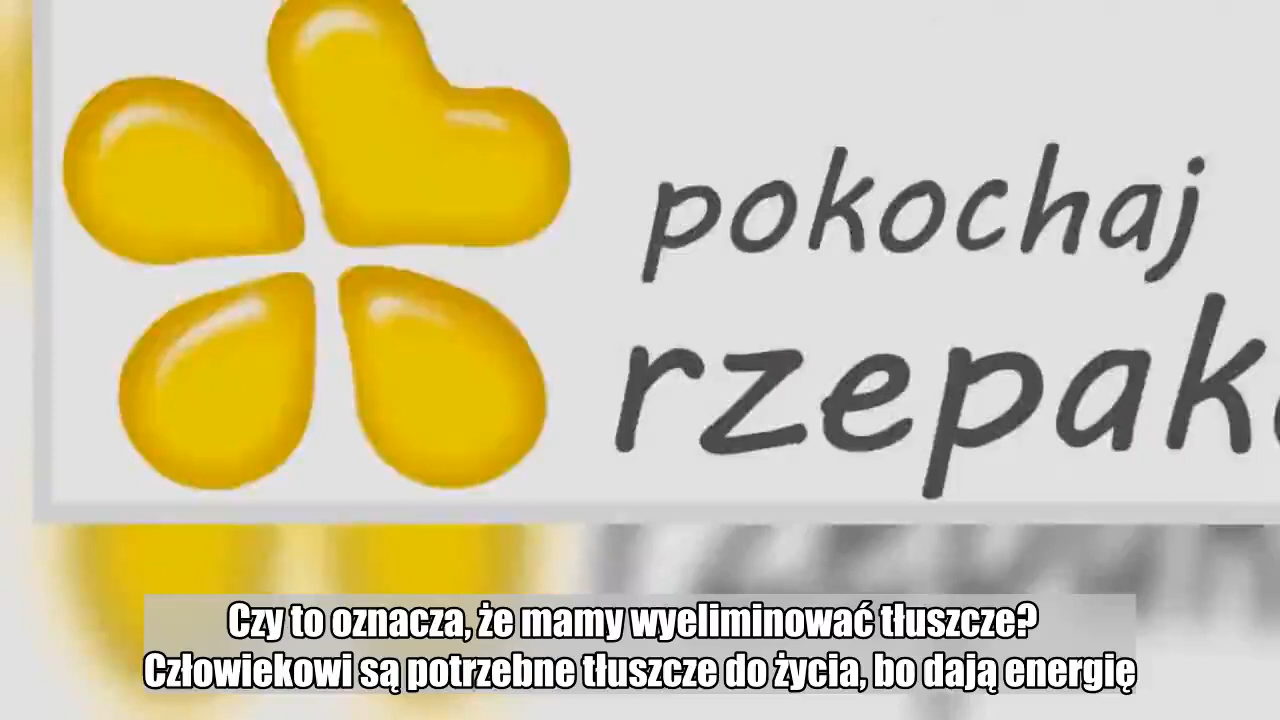 pokochaj
rzepak
Czy to oznacza, że mamy wyeliminować tłuszcze?
Człowiekowi są potrzebne tłuszcze do życia, bo dają energię